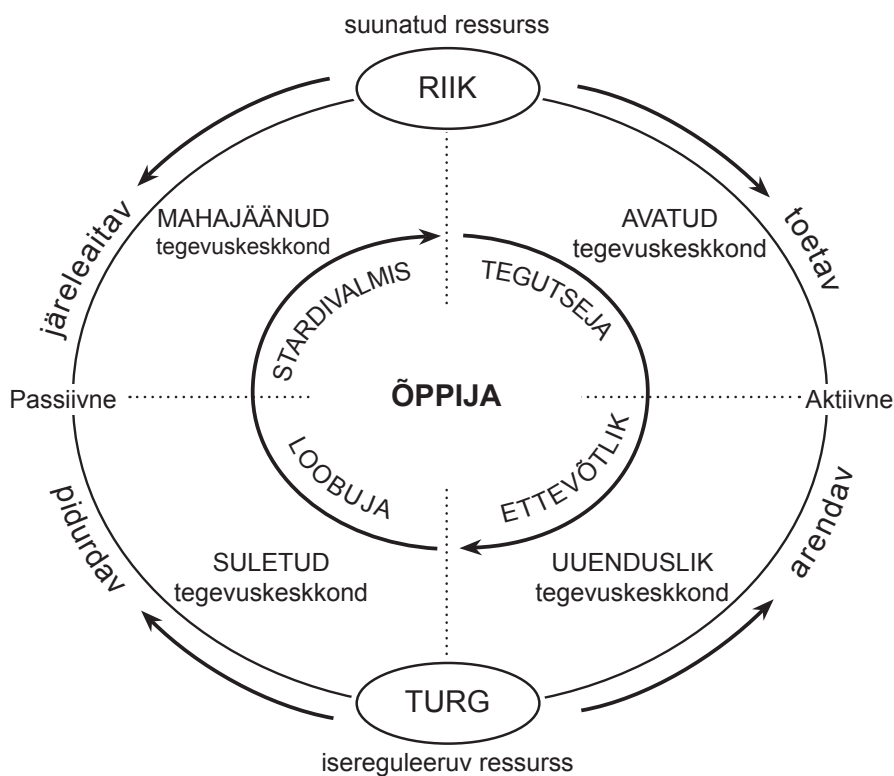 suunatud ressurss
RIIK
järeleaitav
toetav
MAHAJÄÄNUD
tegevuskeskkond
AVATUD
tegevuskeskkond
STARDIVALMIS
TEGUTSEJA
Passiivne
ÕPPIJA
Aktiivne
LOOBUJA
ETTEVÕTLIK
pidurdav
arendav
SULETUD
tegevuskeskkond
UUENDUSLIK
tegevuskeskkond
TURG
isereguleeruv ressurss